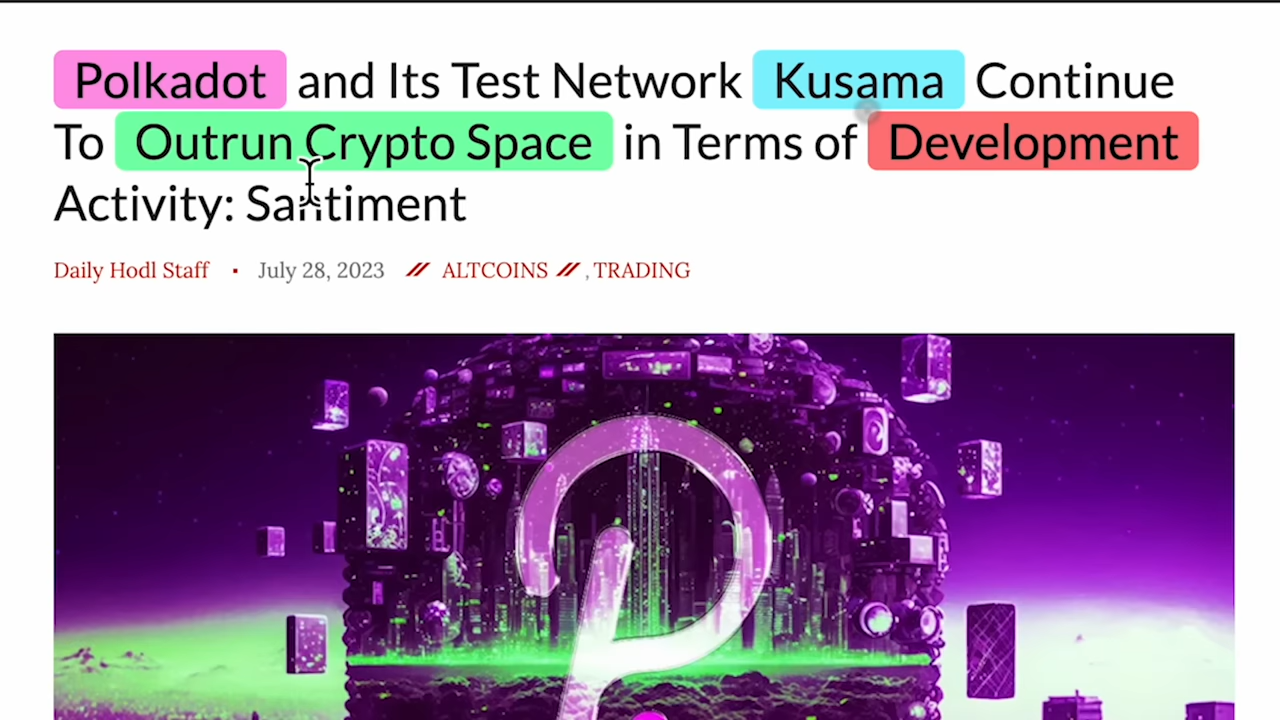 Polkadot and Its Test Network Kusama Continue
To Outrun Crypto Space in Terms of Development
Activity: Santiment
Daily Hodl Staff • July 28, 2023 // ALTCOINS // , TRADING